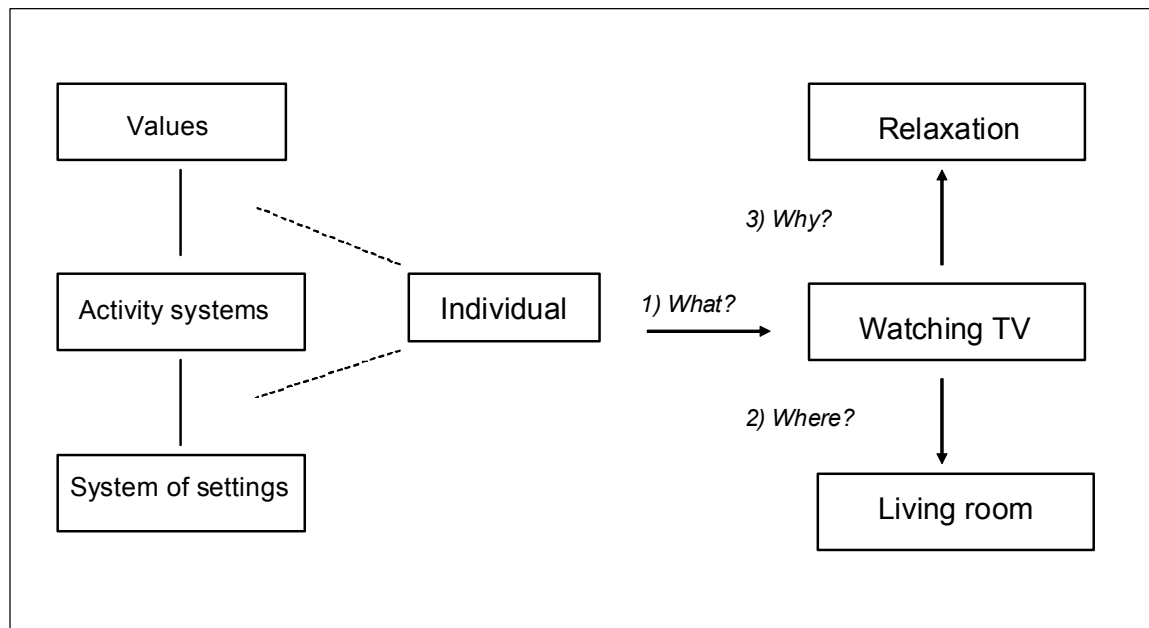 Values
Relaxation
3) Why?
Activity systems
Individual
1) What?
Watching TV
2) Where?
System of settings
Living room